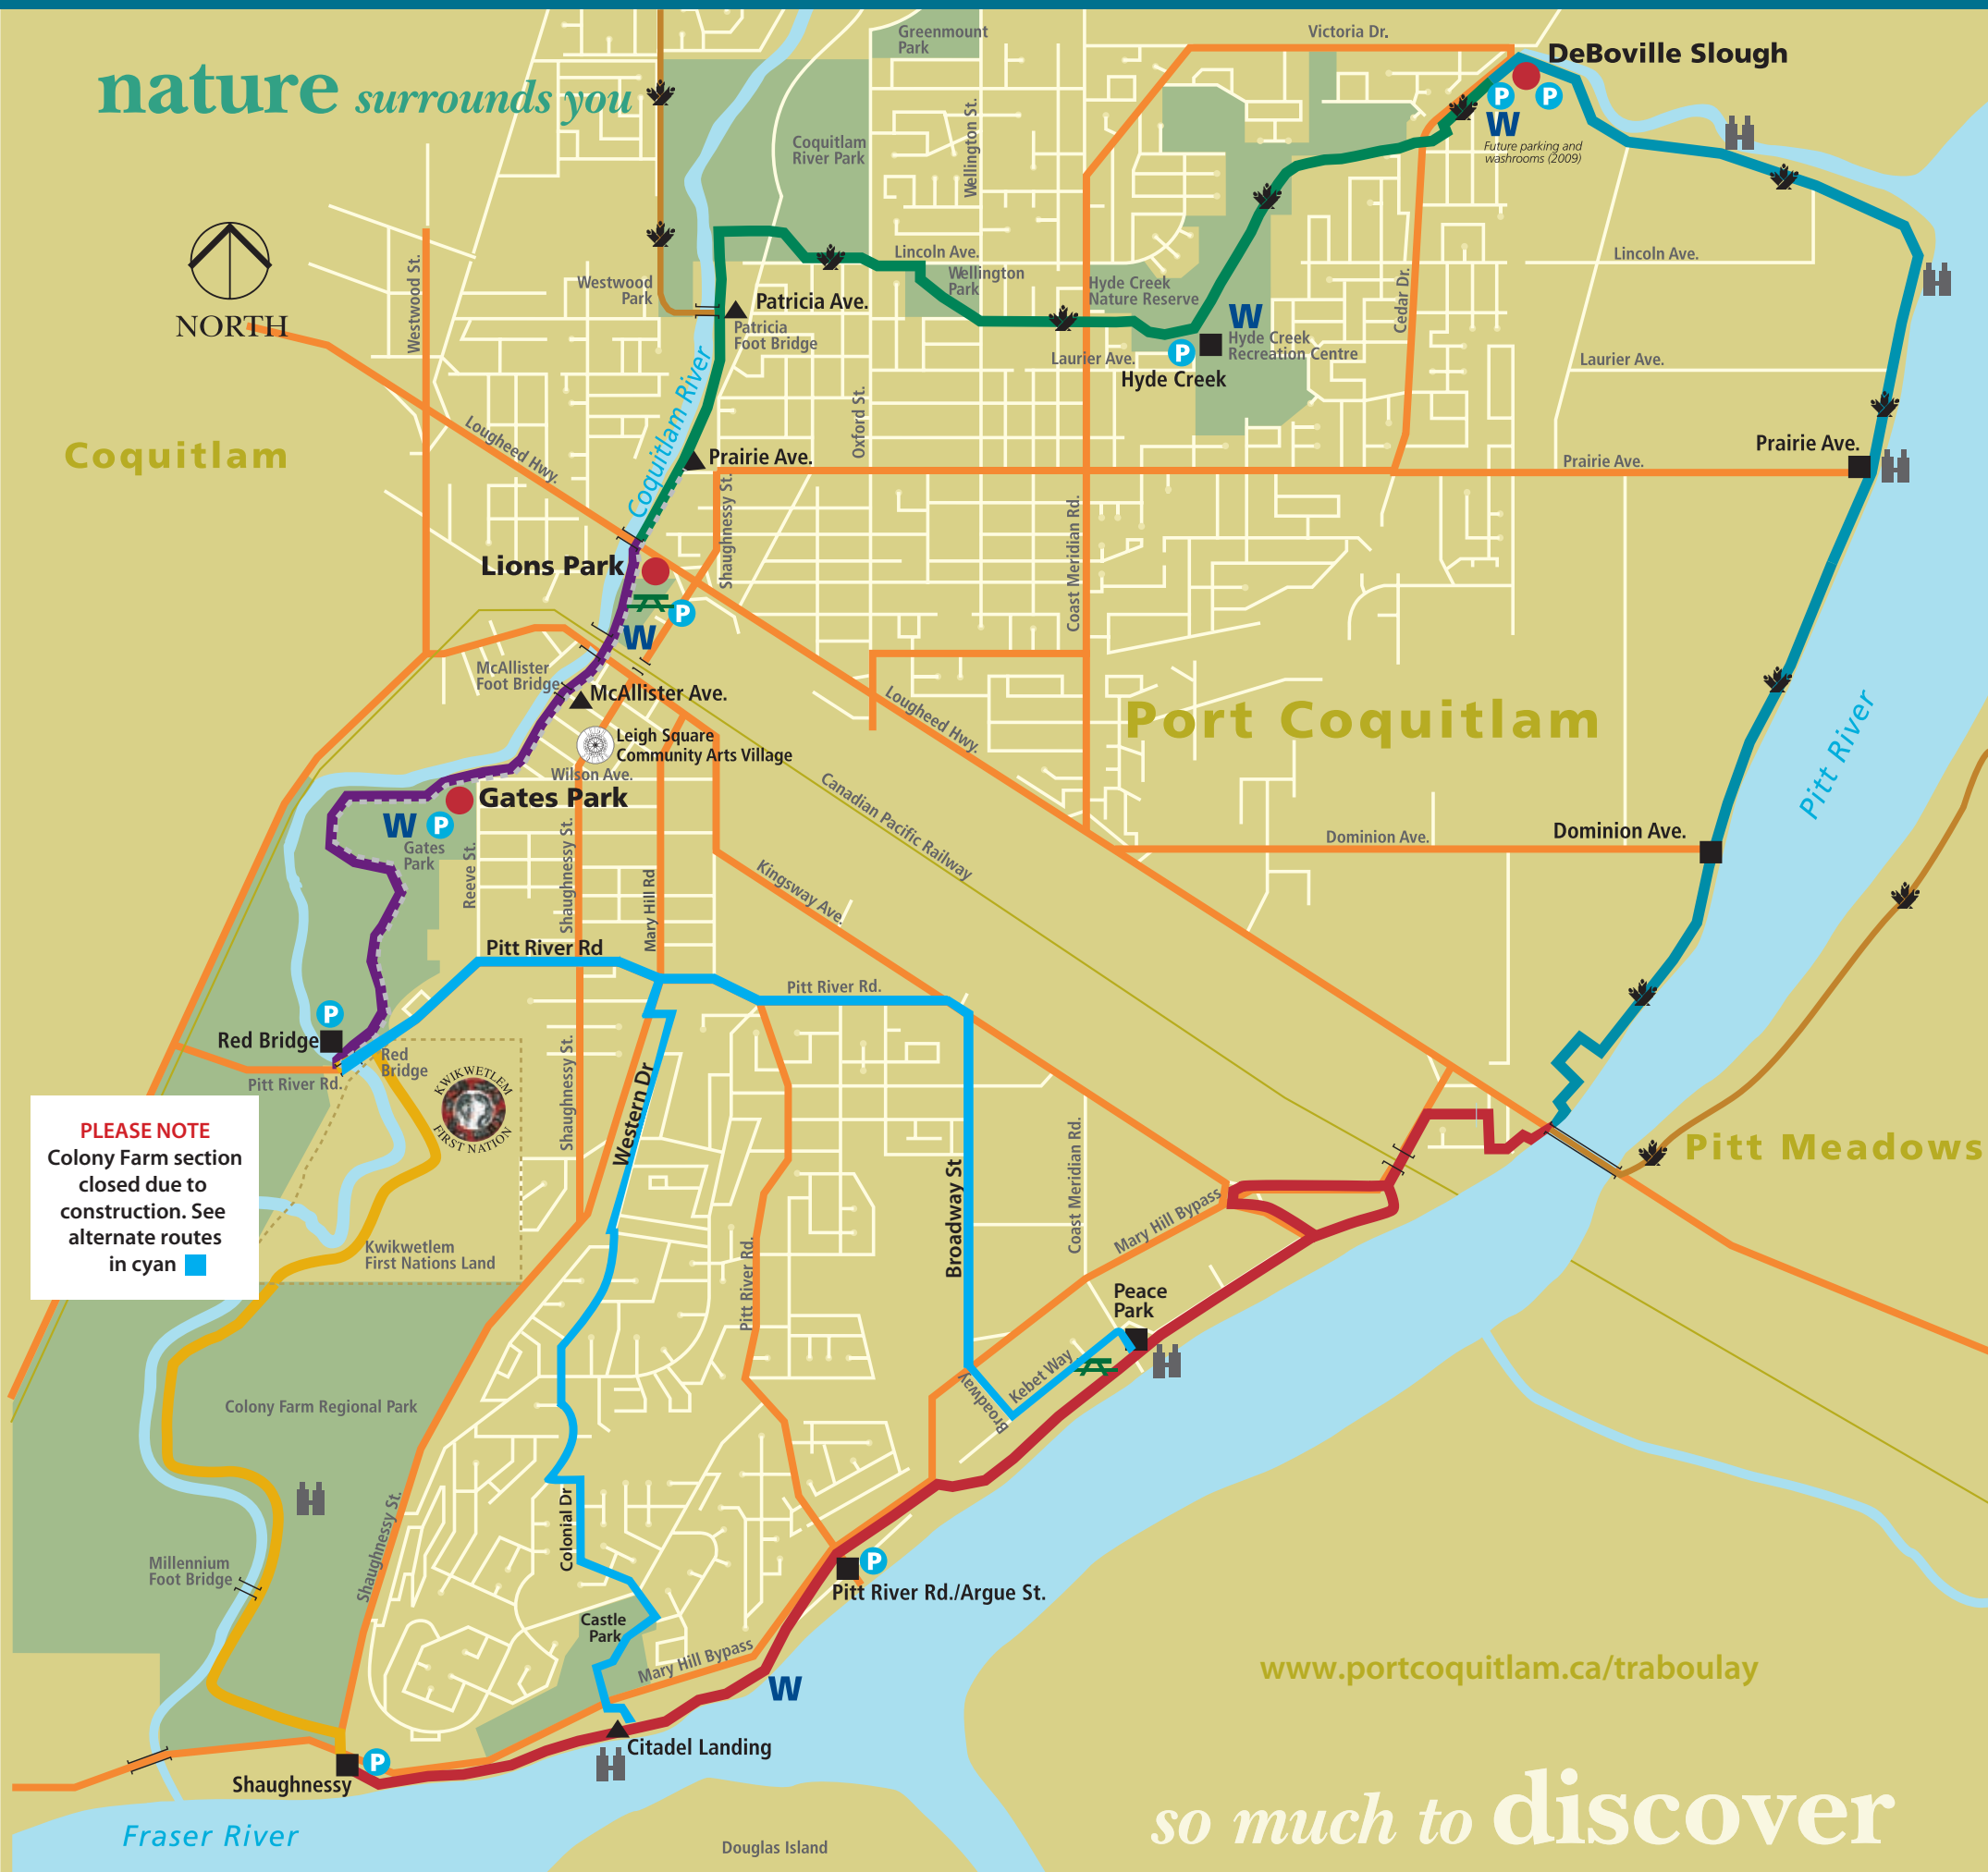 nature surrounds you
Greenmount
Park
Victoria Dr.
DeBoville Slough
P
P
W
Future parking and
washrooms (2009)
Coquitlam
River Park
Wellington St.
NORTH
Westwood St.
Westwood
Park
Patricia Ave.
Patricia
Foot Bridge
Lincoln Ave.
Wellington
Park
Hyde Creek
Nature Reserve
W
Hyde Creek
Recreation Centre
P
Laurier Ave.
Hyde Creek
Cedar Dr.
Lincoln Ave.
Laurier Ave.
Coquitlam
Lougheed Hwy.
Coquitlam River
Oxford St.
Prairie Ave.
Shaughnessy St.
Prairie Ave.
Prairie Ave.
Coast Meridian Rd.
Lions Park
P
W
McAllister
Foot Bridge
McAllister Ave.
Leigh Square
Community Arts Village
Wilson Ave.
Lougheed Hwy.
Port Coquitlam
Pitt River
Gates Park
W
P
Gates
Park
Reeve St.
Shaughnessy St.
Mary Hill Rd
Canadian Pacific Railway
Kingsway Ave.
Dominion Ave.
Dominion Ave.
Pitt River Rd
Pitt River Rd.
P
Red Bridge
Red
Bridge
Pitt River Rd.
KWIKWETLEM
FIRST NATION
Shaughnessy St.
Western Dr
PLEASE NOTE
Colony Farm section
closed due to
construction. See
alternate routes
in cyan
Kwikwetlem
First Nations Land
Pitt River Rd.
Broadway St
Coast Meridian Rd.
Mary Hill Bypass
Pitt Meadows
Peace
Park
Kebet Way
Broadway
Colony Farm Regional Park
Shaughnessy St.
Colonial Dr
Millennium
Foot Bridge
P
Pitt River Rd./Argue St.
Castle
Park
Mary Hill Bypass
W
www.portcoquitlam.ca/traboulay
Citadel Landing
P
Shaughnessy
Fraser River
Douglas Island
so much to discover